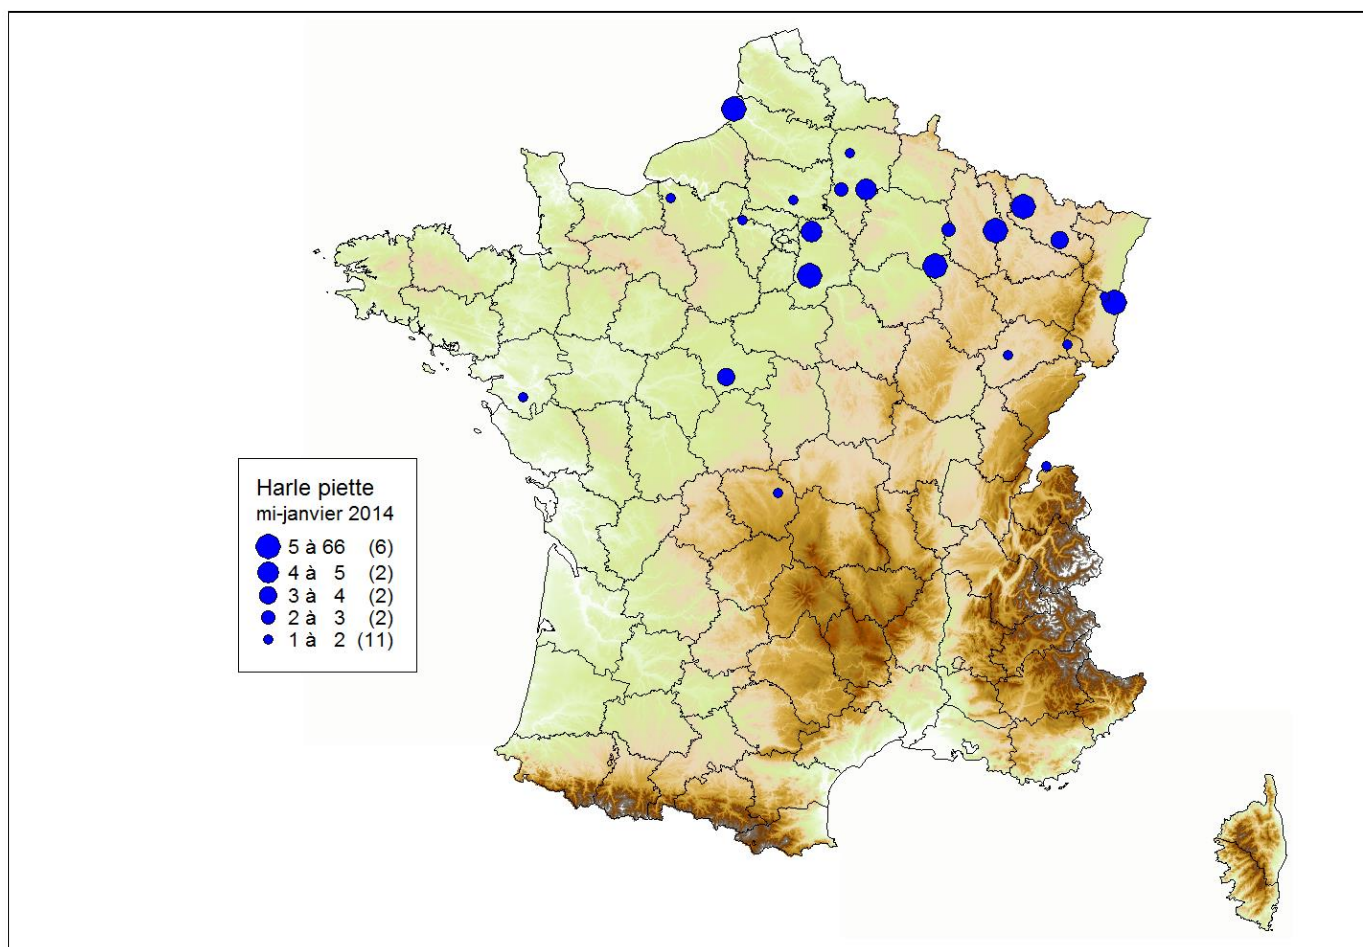 Harle piette
mi-janvier 2014
5 à 66 (6)
4 à 5 (2)
3 à 4 (2)
2 à 3 (2)
1 à 2 (11)